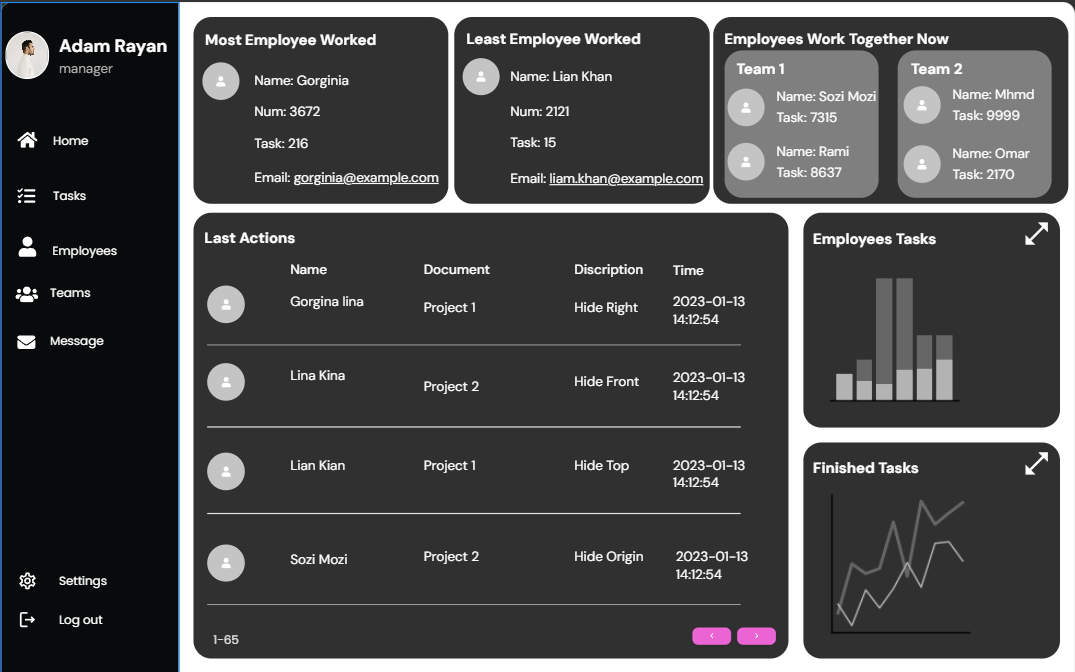 Adam Rayan
manager
Home
Tasks
Employees
Teams
Message
Settings
Log out
Most Employee Worked
Name: Gorginia
Num: 3672
Task: 216
Email: gorginia@example.com
Least Employee Worked
Name: Lian Khan
Num: 2121
Task: 15
Email: liam.khan@example.com
Employees Work Together Now
Team 1
Name: Sozi Mozi
Task: 7315
Name: Rami
Task: 8637
Team 2
Name: Mhmd
Task: 9999
Name: Omar
Task: 2170
Last Actions
Name Document Discription Time
Gorgina lina Project 1 Hide Right 2023-01-13
14:12:54
Lina Kina Project 2 Hide Front 2023-01-13
14:12:54
Lian Kian Project 1 Hide Top 2023-01-13
14:12:54
Sozi Mozi Project 2 Hide Origin 2023-01-13
14:12:54
1-65
< >
Employees Tasks
Finished Tasks